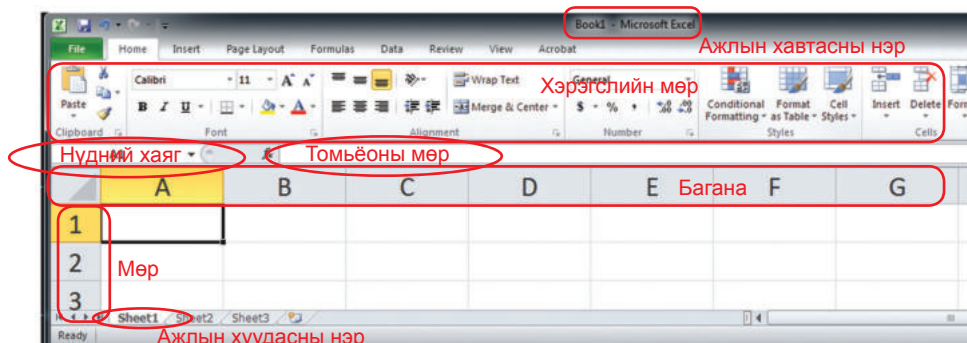 Book1 - Microsoft Excel
File Home Insert Page Layout Formulas Data Review View Acrobat
Ажлын хавтасны нэр
Calibri 11 A A Wrap Text General
Хэрэгслийн мөр
Paste B I U A Merge & Center $ % , Conditional Formatting Format as Table Cell Styles Insert Delete
Clipboard Font Alignment Number Styles Cells
Нүдний хаяг fx Томьёоны мөр
A B C D E Багана F G
1
2 Мөр
3
Sheet1 Sheet2 Sheet3
Ready Ажлын хуудасны нэр